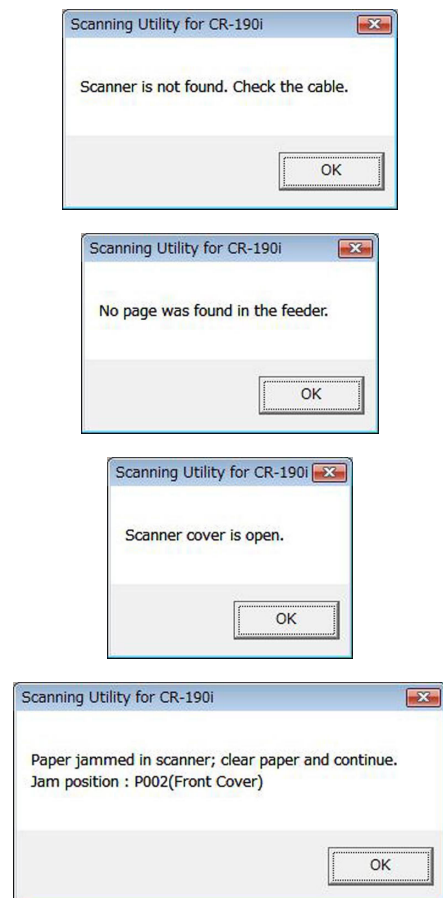 Scanning Utility for CR-190i
Scanner is not found. Check the cable.
OK
Scanning Utility for CR-190i
No page was found in the feeder.
OK
Scanning Utility for CR-190i
Scanner cover is open.
OK
Scanning Utility for CR-190i
Paper jammed in scanner; clear paper and continue.
Jam position : P002(Front Cover)
OK